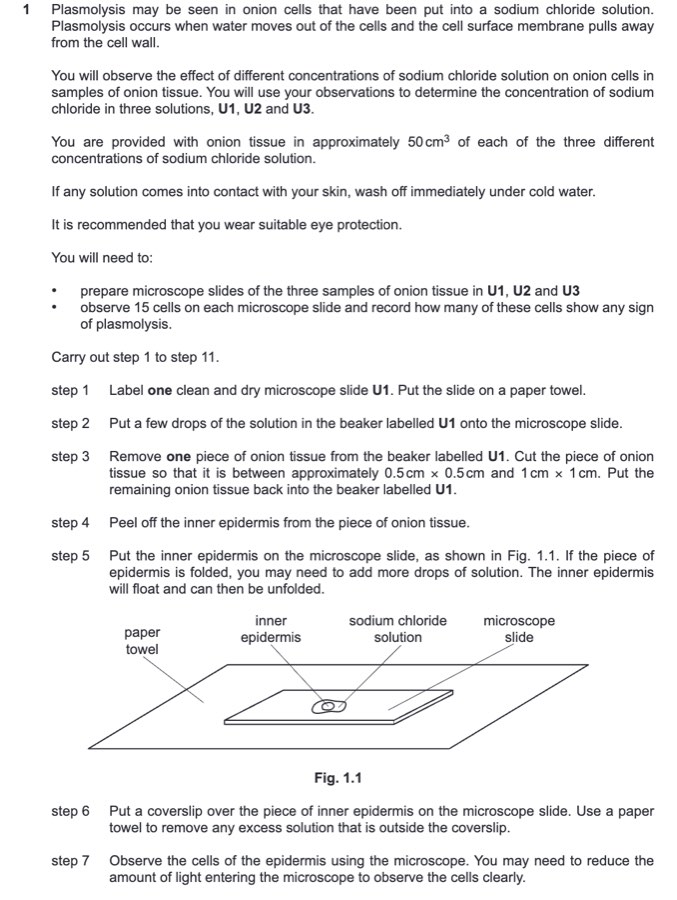 1 Plasmolysis may be seen in onion cells that have been put into a sodium chloride solution.
Plasmolysis occurs when water moves out of the cells and the cell surface membrane pulls away
from the cell wall.
You will observe the effect of different concentrations of sodium chloride solution on onion cells in
samples of onion tissue. You will use your observations to determine the concentration of sodium
chloride in three solutions, U1, U2 and U3.
You are provided with onion tissue in approximately 50 cm³ of each of the three different
concentrations of sodium chloride solution.
If any solution comes into contact with your skin, wash off immediately under cold water.
It is recommended that you wear suitable eye protection.
You will need to:
• prepare microscope slides of the three samples of onion tissue in U1, U2 and U3
• observe 15 cells on each microscope slide and record how many of these cells show any sign
of plasmolysis.
Carry out step 1 to step 11.
step 1 Label one clean and dry microscope slide U1. Put the slide on a paper towel.
step 2 Put a few drops of the solution in the beaker labelled U1 onto the microscope slide.
step 3 Remove one piece of onion tissue from the beaker labelled U1. Cut the piece of onion
tissue so that it is between approximately 0.5 cm × 0.5 cm and 1 cm × 1 cm. Put the
remaining onion tissue back into the beaker labelled U1.
step 4 Peel off the inner epidermis from the piece of onion tissue.
step 5 Put the inner epidermis on the microscope slide, as shown in Fig. 1.1. If the piece of
epidermis is folded, you may need to add more drops of solution. The inner epidermis
will float and can then be unfolded.
paper
towel
inner
epidermis
sodium chloride
solution
microscope
slide
Fig. 1.1
step 6 Put a coverslip over the piece of inner epidermis on the microscope slide. Use a paper
towel to remove any excess solution that is outside the coverslip.
step 7 Observe the cells of the epidermis using the microscope. You may need to reduce the
amount of light entering the microscope to observe the cells clearly.